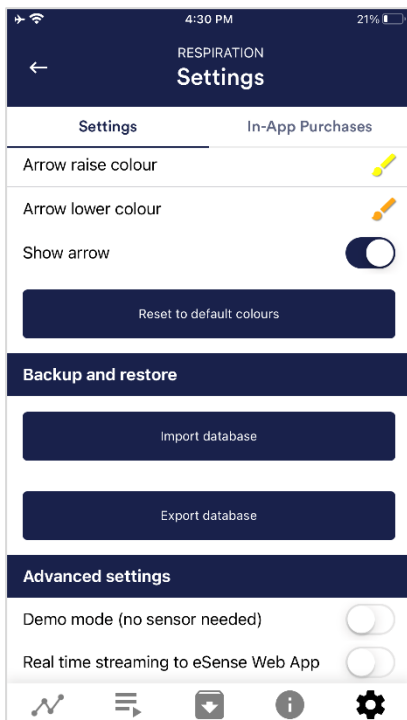 4:30 PM
21%
RESPIRATION
Settings
Settings
In-App Purchases
Arrow raise colour
Arrow lower colour
Show arrow
Reset to default colours
Backup and restore
Import database
Export database
Advanced settings
Demo mode (no sensor needed)
Real time streaming to eSense Web App